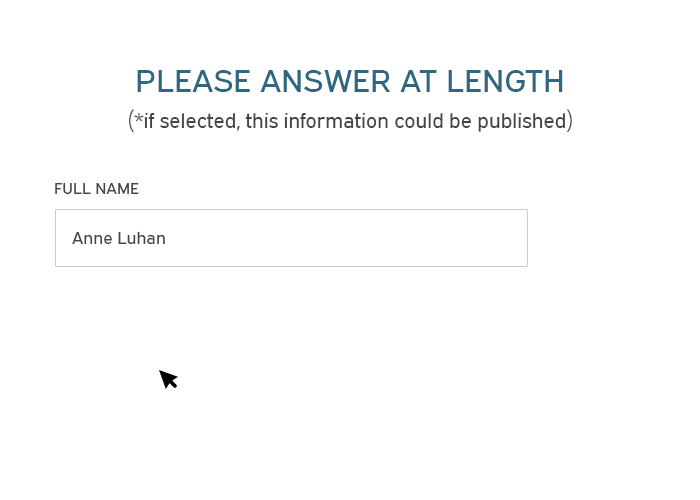 PLEASE ANSWER AT LENGTH
(*if selected, this information could be published)
FULL NAME
Anne Luhan